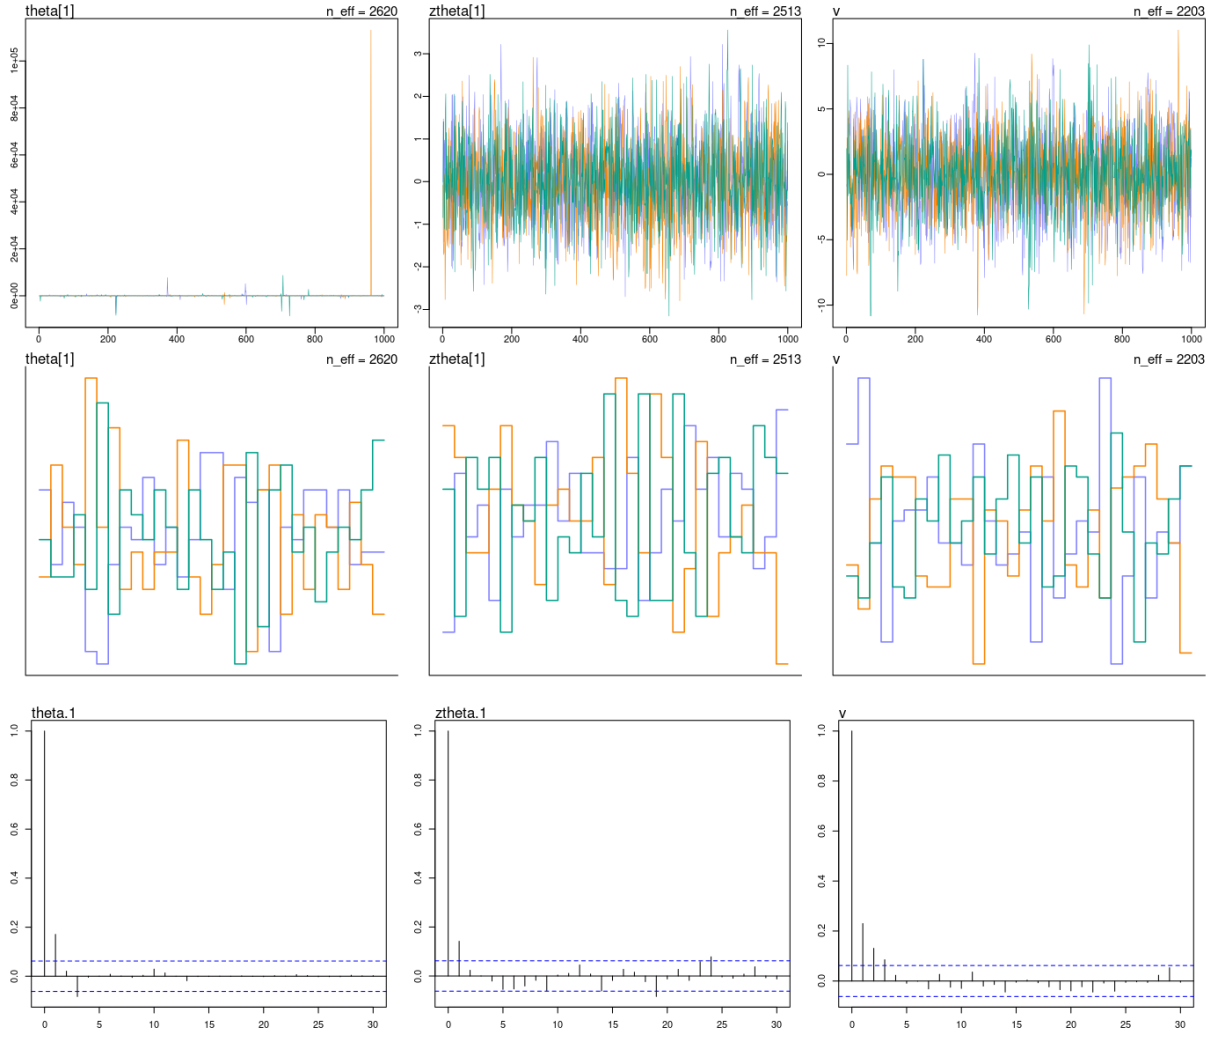 theta[1] n_eff = 2620
ztheta[1] n_eff = 2513
v n_eff = 2203
1e+05
8e+04
6e+04
4e+04
2e+04
0e+00
0 200 400 600 800 1000
3
2
1
0
-1
-2
-3
0 200 400 600 800 1000
10
5
0
-5
-10
0 200 400 600 800 1000
theta[1] n_eff = 2620
ztheta[1] n_eff = 2513
v n_eff = 2203
theta.1
1.0
0.8
0.6
0.4
0.2
0.0
0 5 10 15 20 25 30
ztheta.1
1.0
0.8
0.6
0.4
0.2
0.0
0 5 10 15 20 25 30
v
1.0
0.8
0.6
0.4
0.2
0.0
0 5 10 15 20 25 30